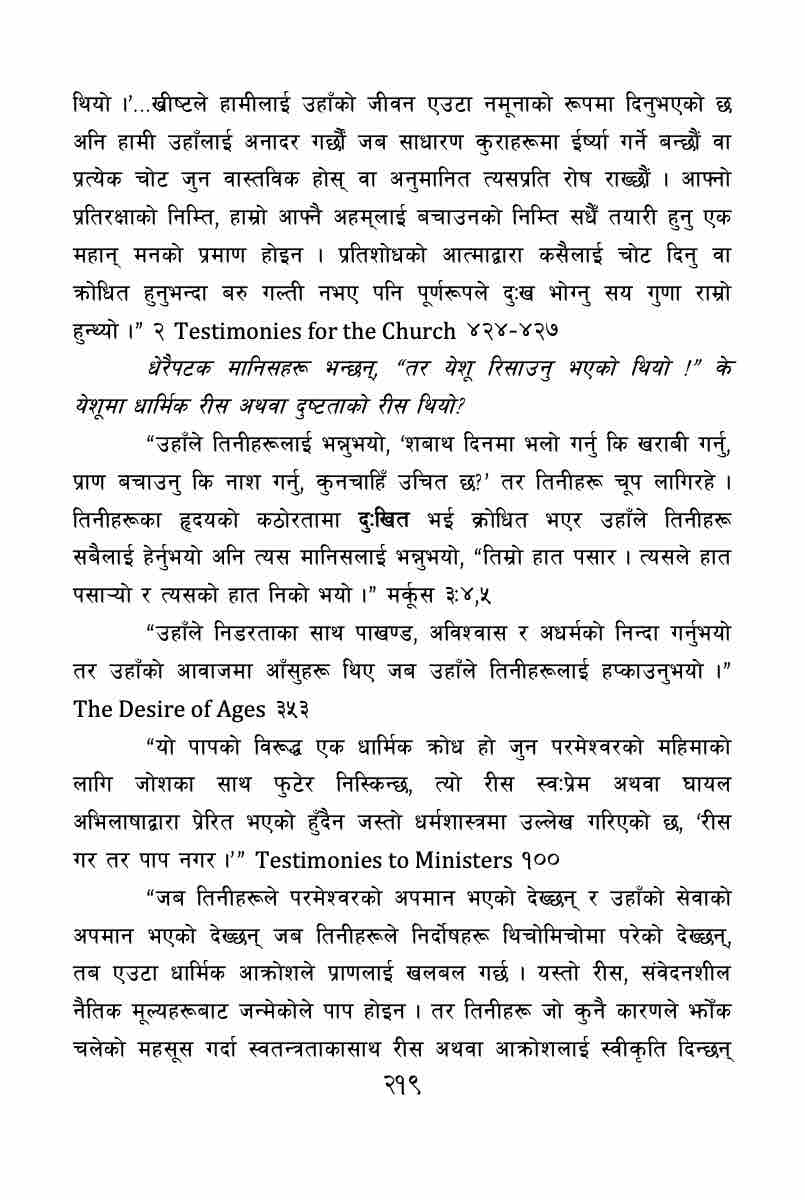 थियो ।’...ख्रीष्टले हामीलाई उहाँको जीवन एउटा नमूनाको रूपमा दिनुभएको छ
अनि हामी उहाँलाई अनादर गर्छौं जब साधारण कुराहरूमा ईर्ष्या गर्ने बन्छौं वा
प्रत्येक चोट जुन वास्तविक होस् वा अनुमानित त्यसप्रति रोष राख्छौं । आफ्नो
प्रतिरक्षाको निम्ति, हाम्रो आफ्नै अहम्‌लाई बचाउनको निम्ति सधैं तयारी हुनु एक
महान् मनको प्रमाण होइन । प्रतिशोधको आत्माद्वारा कसैलाई चोट दिनु वा
क्रोधित हुनुभन्दा बरु गल्ती नभए पनि पूर्णरूपले दुःख भोग्नु सय गुणा राम्रो
हुन्थ्यो ।” २ Testimonies for the Church ४२४-४२७
धेरैपटक मानिसहरू भन्छन्, “तर येशू रिसाउनु भएको थियो !” के
येशूमा धार्मिक रीस अथवा दुष्टताको रीस थियो?
“उहाँले तिनीहरूलाई भन्नुभयो, ‘शबाथ दिनमा भलो गर्नु कि खराबी गर्नु,
प्राण बचाउनु कि नाश गर्नु, कुनचाहिँ उचित छ?’ तर तिनीहरू चूप लागिरहे ।
तिनीहरूका हृदयको कठोरतामा दुःखित भई क्रोधित भएर उहाँले तिनीहरू
सबैलाई हेर्नुभयो अनि त्यस मानिसलाई भन्नुभयो, “तिम्रो हात पसार । त्यसले हात
पसाऱ्यो र त्यसको हात निको भयो ।” मर्कूस ३:४,५
“उहाँले निडरताका साथ पाखण्ड, अविश्वास र अधर्मको निन्दा गर्नुभयो
तर उहाँको आवाजमा आँसुहरू थिए जब उहाँले तिनीहरूलाई हप्काउनुभयो ।”
The Desire of Ages ३५३
“यो पापको विरूद्ध एक धार्मिक क्रोध हो जुन परमेश्वरको महिमाको
लागि जोशका साथ फुटेर निस्किन्छ, त्यो रीस स्व:प्रेम अथवा घायल
अभिलाषाद्वारा प्रेरित भएको हुँदैन जस्तो धर्मशास्त्रमा उल्लेख गरिएको छ, ‘रीस
गर तर पाप नगर ।’” Testimonies to Ministers १००
“जब तिनीहरूले परमेश्वरको अपमान भएको देख्छन् र उहाँको सेवाको
अपमान भएको देख्छन् जब तिनीहरूले निर्दोषहरू थिचोमिचोमा परेको देख्छन्,
तब एउटा धार्मिक आक्रोशले प्राणलाई खलबल गर्छ । यस्तो रीस, संवेदनशील
नैतिक मूल्यहरूबाट जन्मेकोले पाप होइन । तर तिनीहरू जो कुनै कारणले झोँक
चलेको महसूस गर्दा स्वतन्त्रताकासाथ रीस अथवा आक्रोशलाई स्वीकृति दिन्छन्
२१९